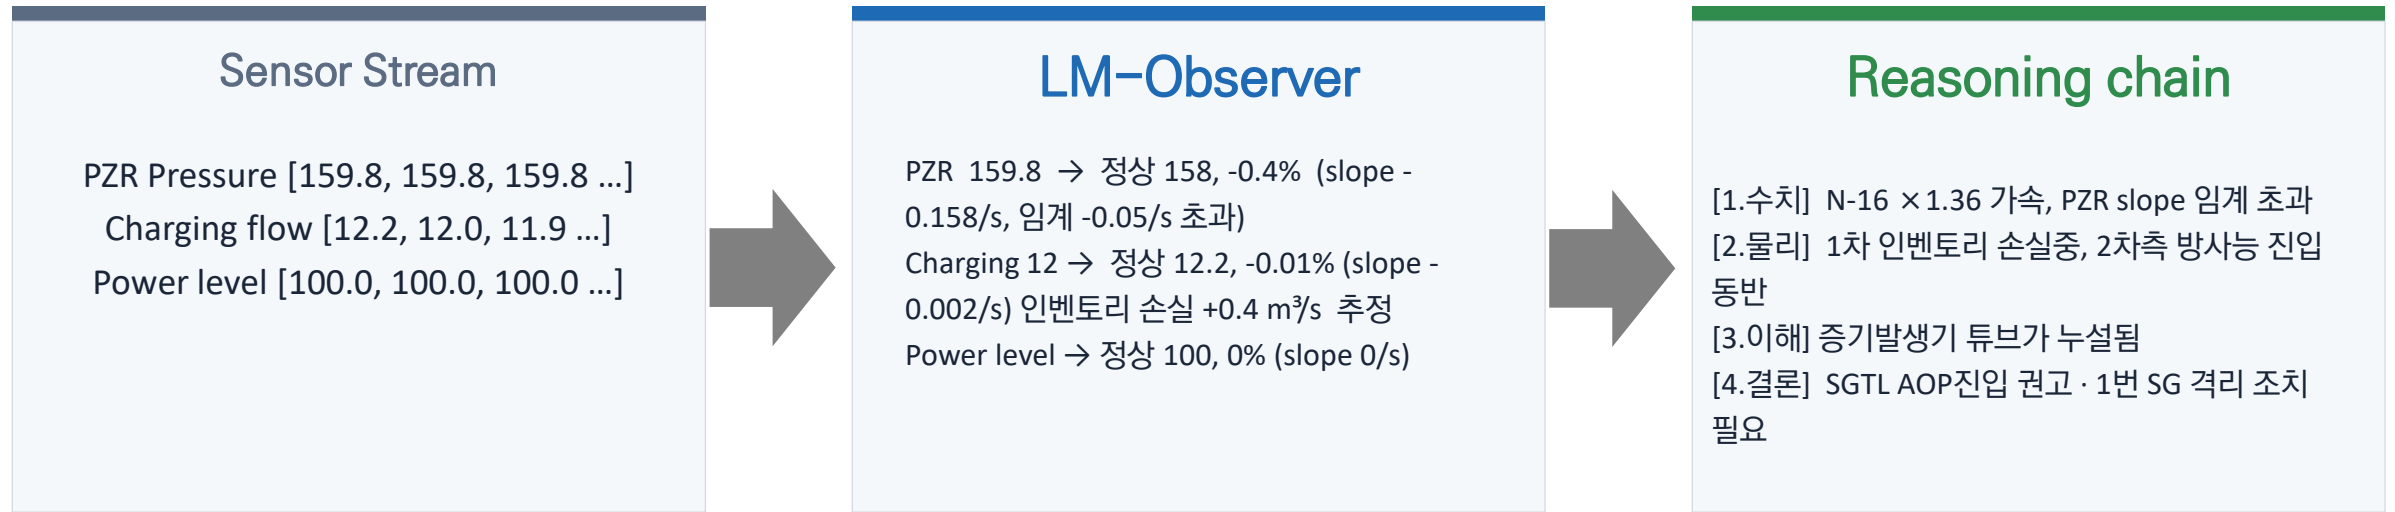 Sensor Stream
PZR Pressure [159.8, 159.8, 159.8 ...]
Charging flow [12.2, 12.0, 11.9 ...]
Power level [100.0, 100.0, 100.0 ...]
LM-Observer
PZR 159.8 → 정상 158, -0.4% (slope -
0.158/s, 임계 -0.05/s 초과)
Charging 12 → 정상 12.2, -0.01% (slope -
0.002/s) 인벤토리 손실 +0.4 m³/s 추정
Power level → 정상 100, 0% (slope 0/s)
Reasoning chain
[1.수치] N-16 ×1.36 가속, PZR slope 임계 초과
[2.물리] 1차 인벤토리 손실중, 2차측 방사능 진입
동반
[3.이해] 증기발생기 튜브가 누설됨
[4.결론] SGTL AOP진입 권고 · 1번 SG 격리 조치
필요